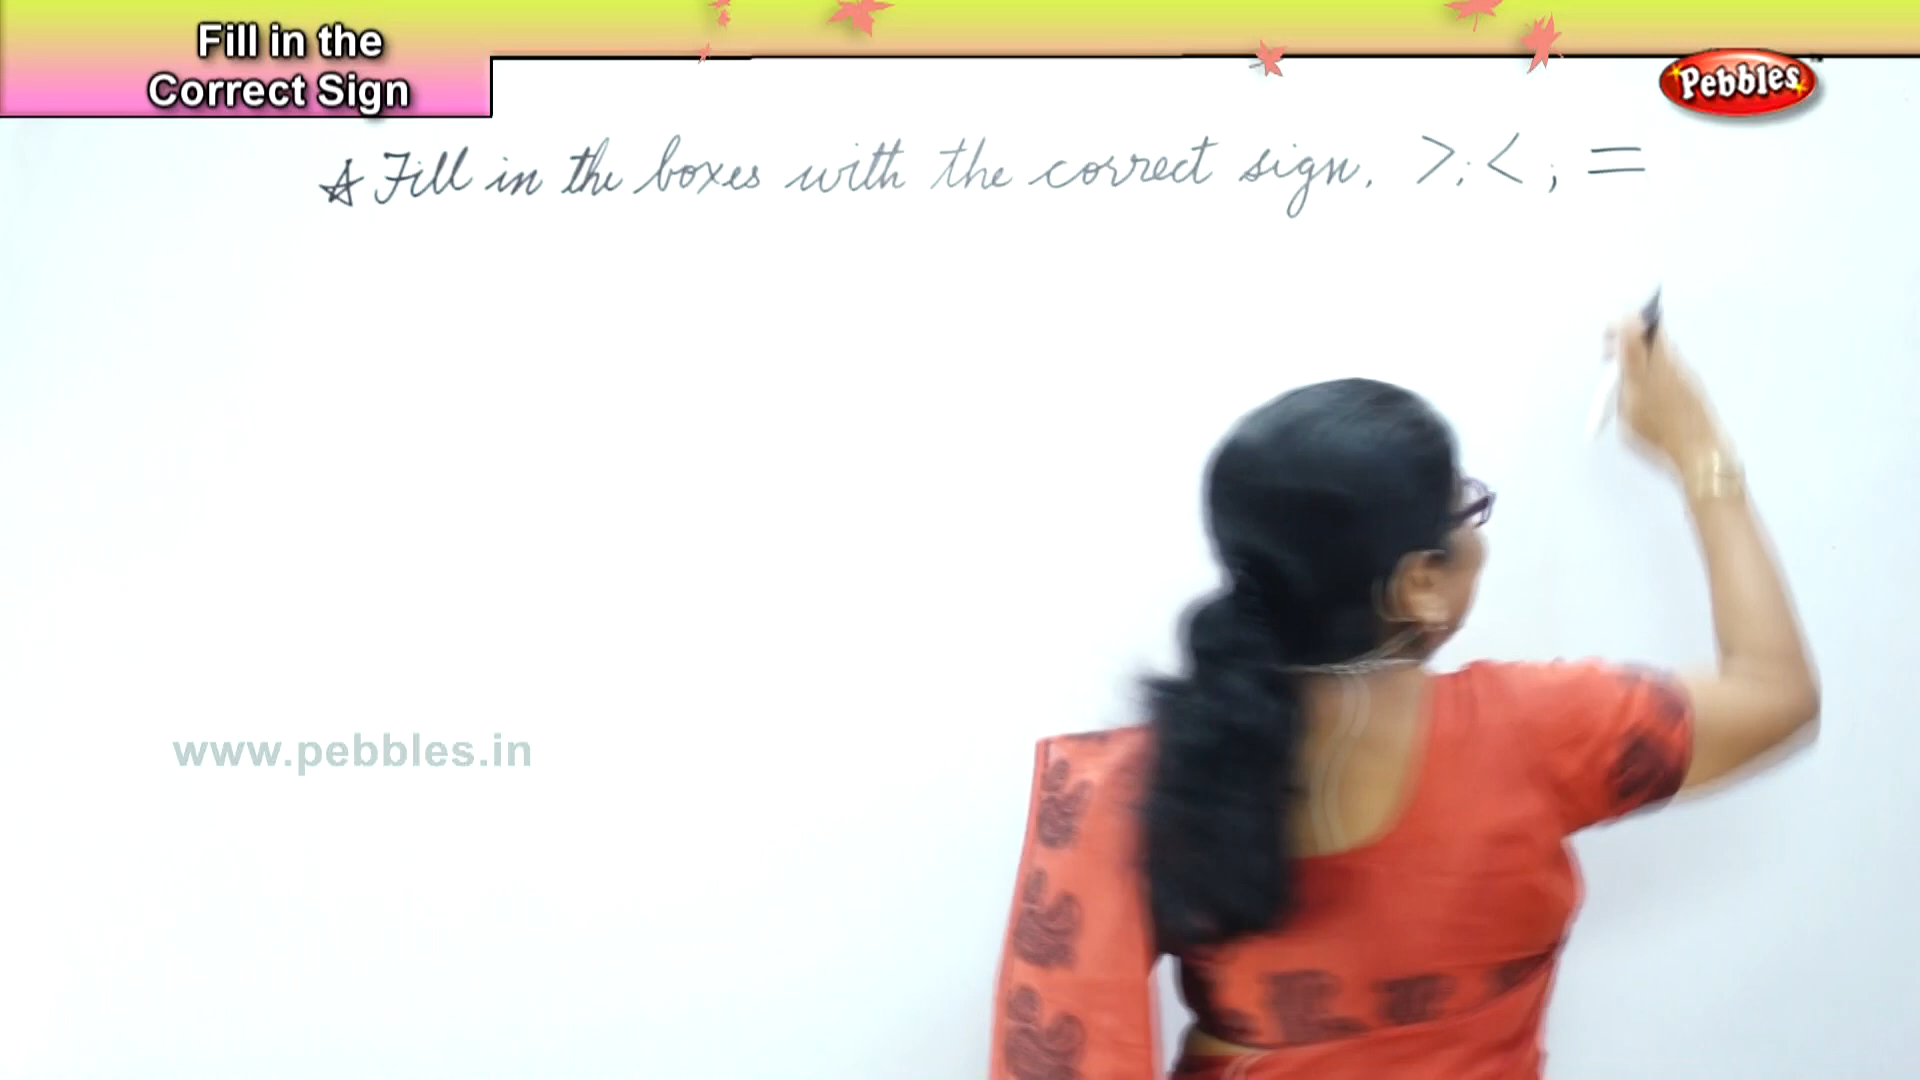 Fill in the
Correct Sign
Pebbles
☆ Fill in the boxes with the correct sign. >; < ; =
www.pebbles.in